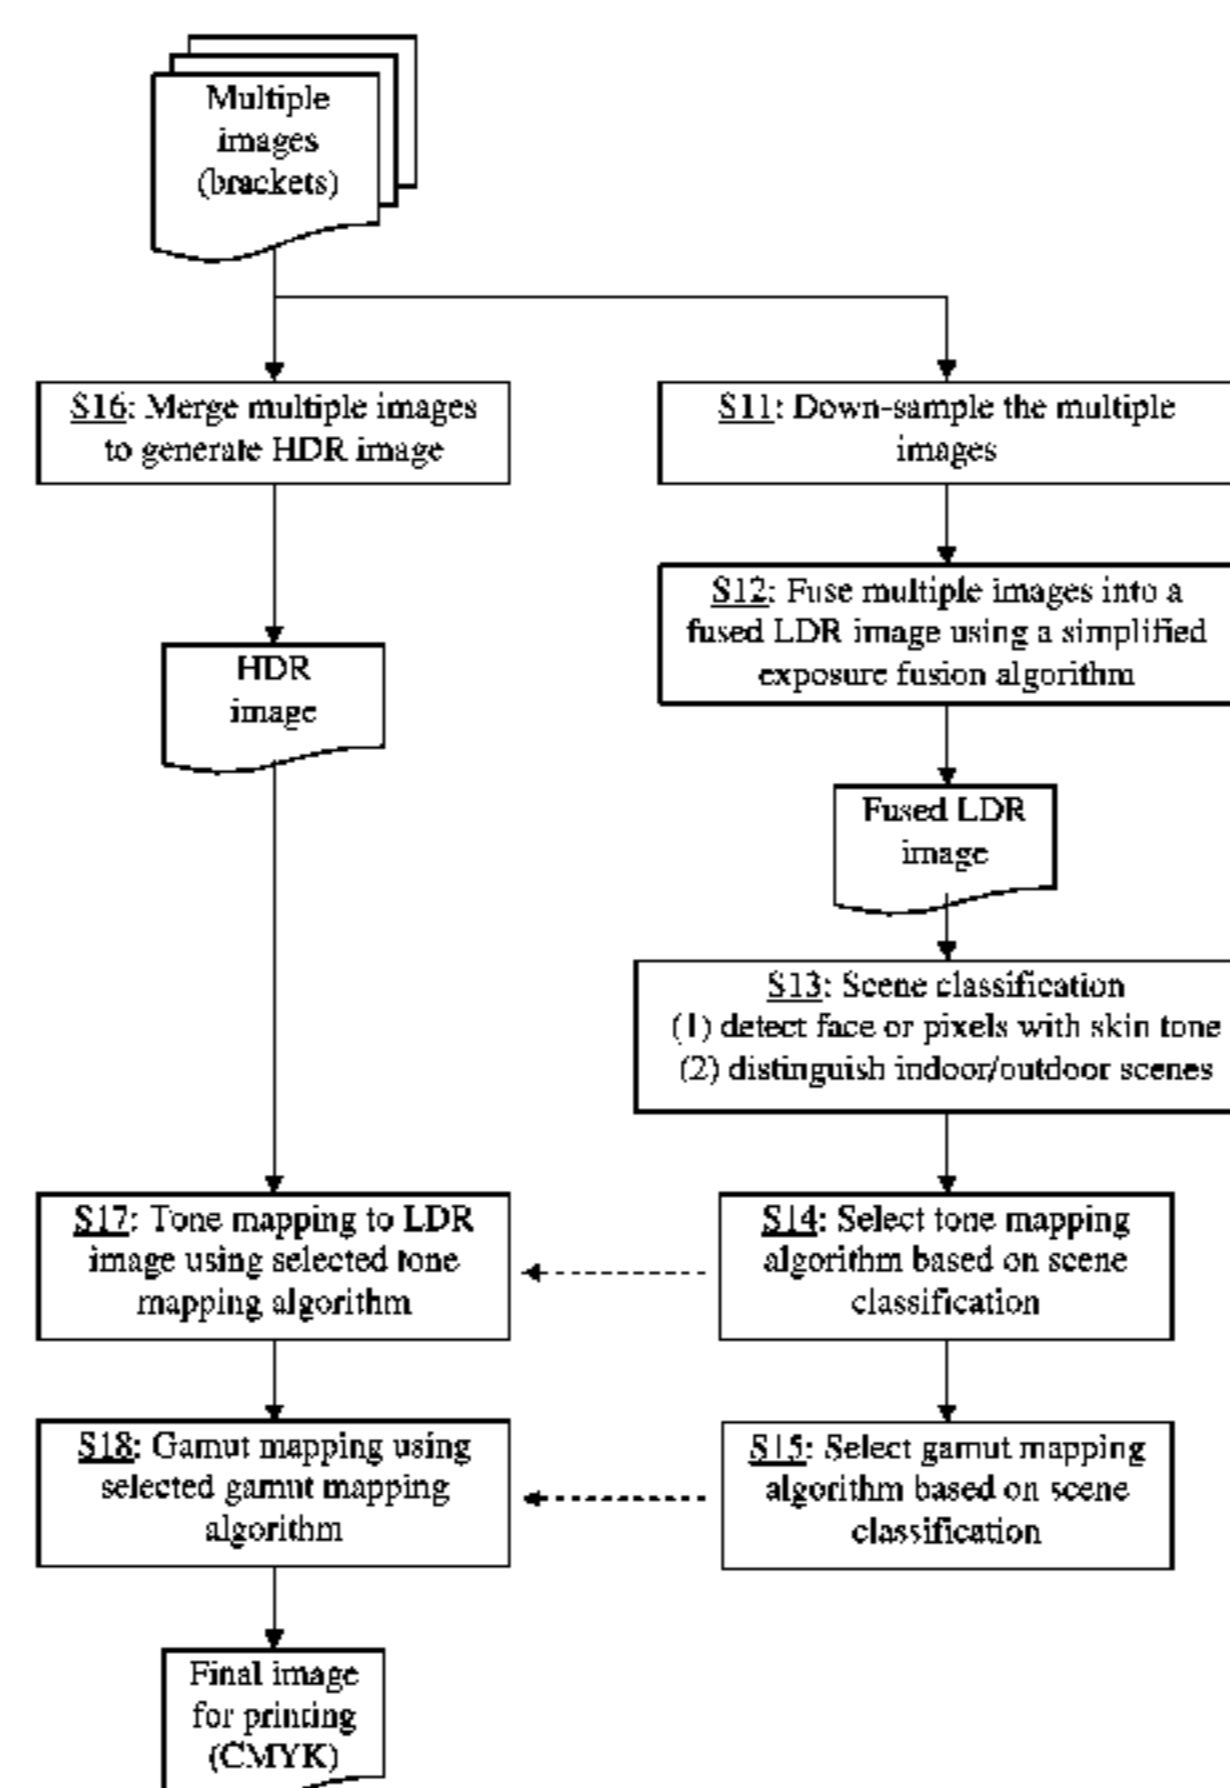 Multiple
images
(brackets)
S16: Merge multiple images
to generate HDR image
S11: Down-sample the multiple
images
S12: Fuse multiple images into a
fused LDR image using a simplified
exposure fusion algorithm
HDR
image
Fused LDR
image
S13: Scene classification
(1) detect face or pixels with skin tone
(2) distinguish indoor/outdoor scenes
S17: Tone mapping to LDR
image using selected tone
mapping algorithm
S14: Select tone mapping
algorithm based on scene
classification
S18: Gamut mapping using
selected gamut mapping
algorithm
S15: Select gamut mapping
algorithm based on scene
classification
Final image
for printing
(CMYK)